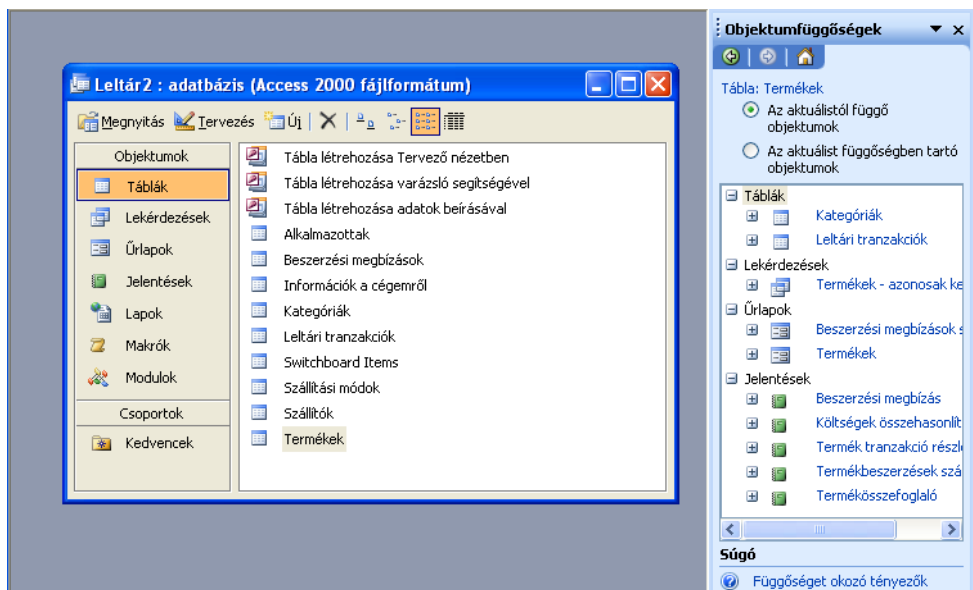 Leltár2 : adatbázis (Access 2000 fájlformátum)
Megnyitás Tervezés Új
Objektumok
Táblák
Lekérdezések
Űrlapok
Jelentések
Lapok
Makrók
Modulok
Csoportok
Kedvencek
Tábla létrehozása Tervező nézetben
Tábla létrehozása varázsló segítségével
Tábla létrehozása adatok beírásával
Alkalmazottak
Beszerzési megbízások
Információk a cégemről
Kategóriák
Leltári tranzakciók
Switchboard Items
Szállítási módok
Szállítók
Termékek
Objektumfüggőségek
Tábla: Termékek
Az aktuálistól függő
objektumok
Az aktuálist függőségben tartó
objektumok
Táblák
Kategóriák
Leltári tranzakciók
Lekérdezések
Termékek - azonosak ke
Űrlapok
Beszerzési megbízások s
Termékek
Jelentések
Beszerzési megbízás
Költségek összehasonlít
Termék tranzakció részl
Termékbeszerzések szá
Termékösszefoglaló
Súgó
Függőséget okozó tényezők